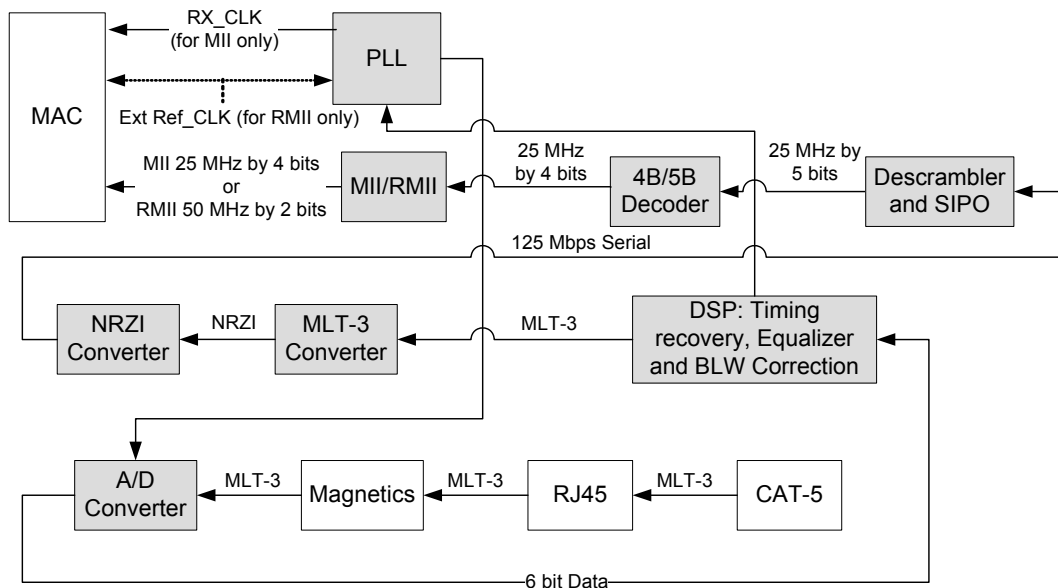 RX_CLK
(for MII only)
PLL
MAC
Ext Ref_CLK (for RMII only)
MII 25 MHz by 4 bits
or
RMII 50 MHz by 2 bits
MII/RMII
25 MHz
by 4 bits
4B/5B
Decoder
25 MHz by
5 bits
Descrambler
and SIPO
125 Mbps Serial
NRZI
Converter
NRZI
MLT-3
Converter
MLT-3
DSP: Timing
recovery, Equalizer
and BLW Correction
A/D
Converter
MLT-3
Magnetics
MLT-3
RJ45
MLT-3
CAT-5
6 bit Data